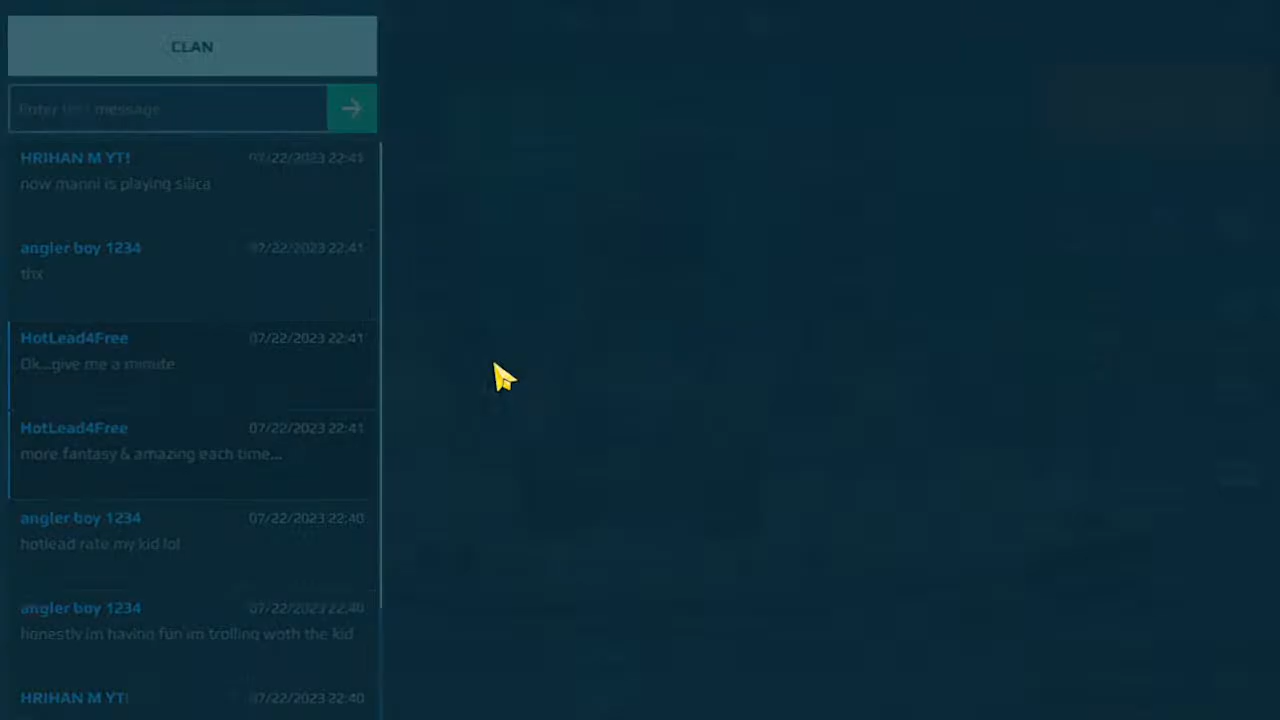 CLAN
Enter text message
HRIHAN M YT! 07/22/2023 22:41
now manni is playing silica
angler boy 1234 07/22/2023 22:41
thx
HotLead4Free 07/22/2023 22:41
Ok...give me a minute
HotLead4Free 07/22/2023 22:41
more fantasy & amazing each time...
angler boy 1234 07/22/2023 22:40
hotlead rate my kid lol
angler boy 1234 07/22/2023 22:40
honestly im having fun im trolling woth the kid
HRIHAN M YT! 07/22/2023 22:40